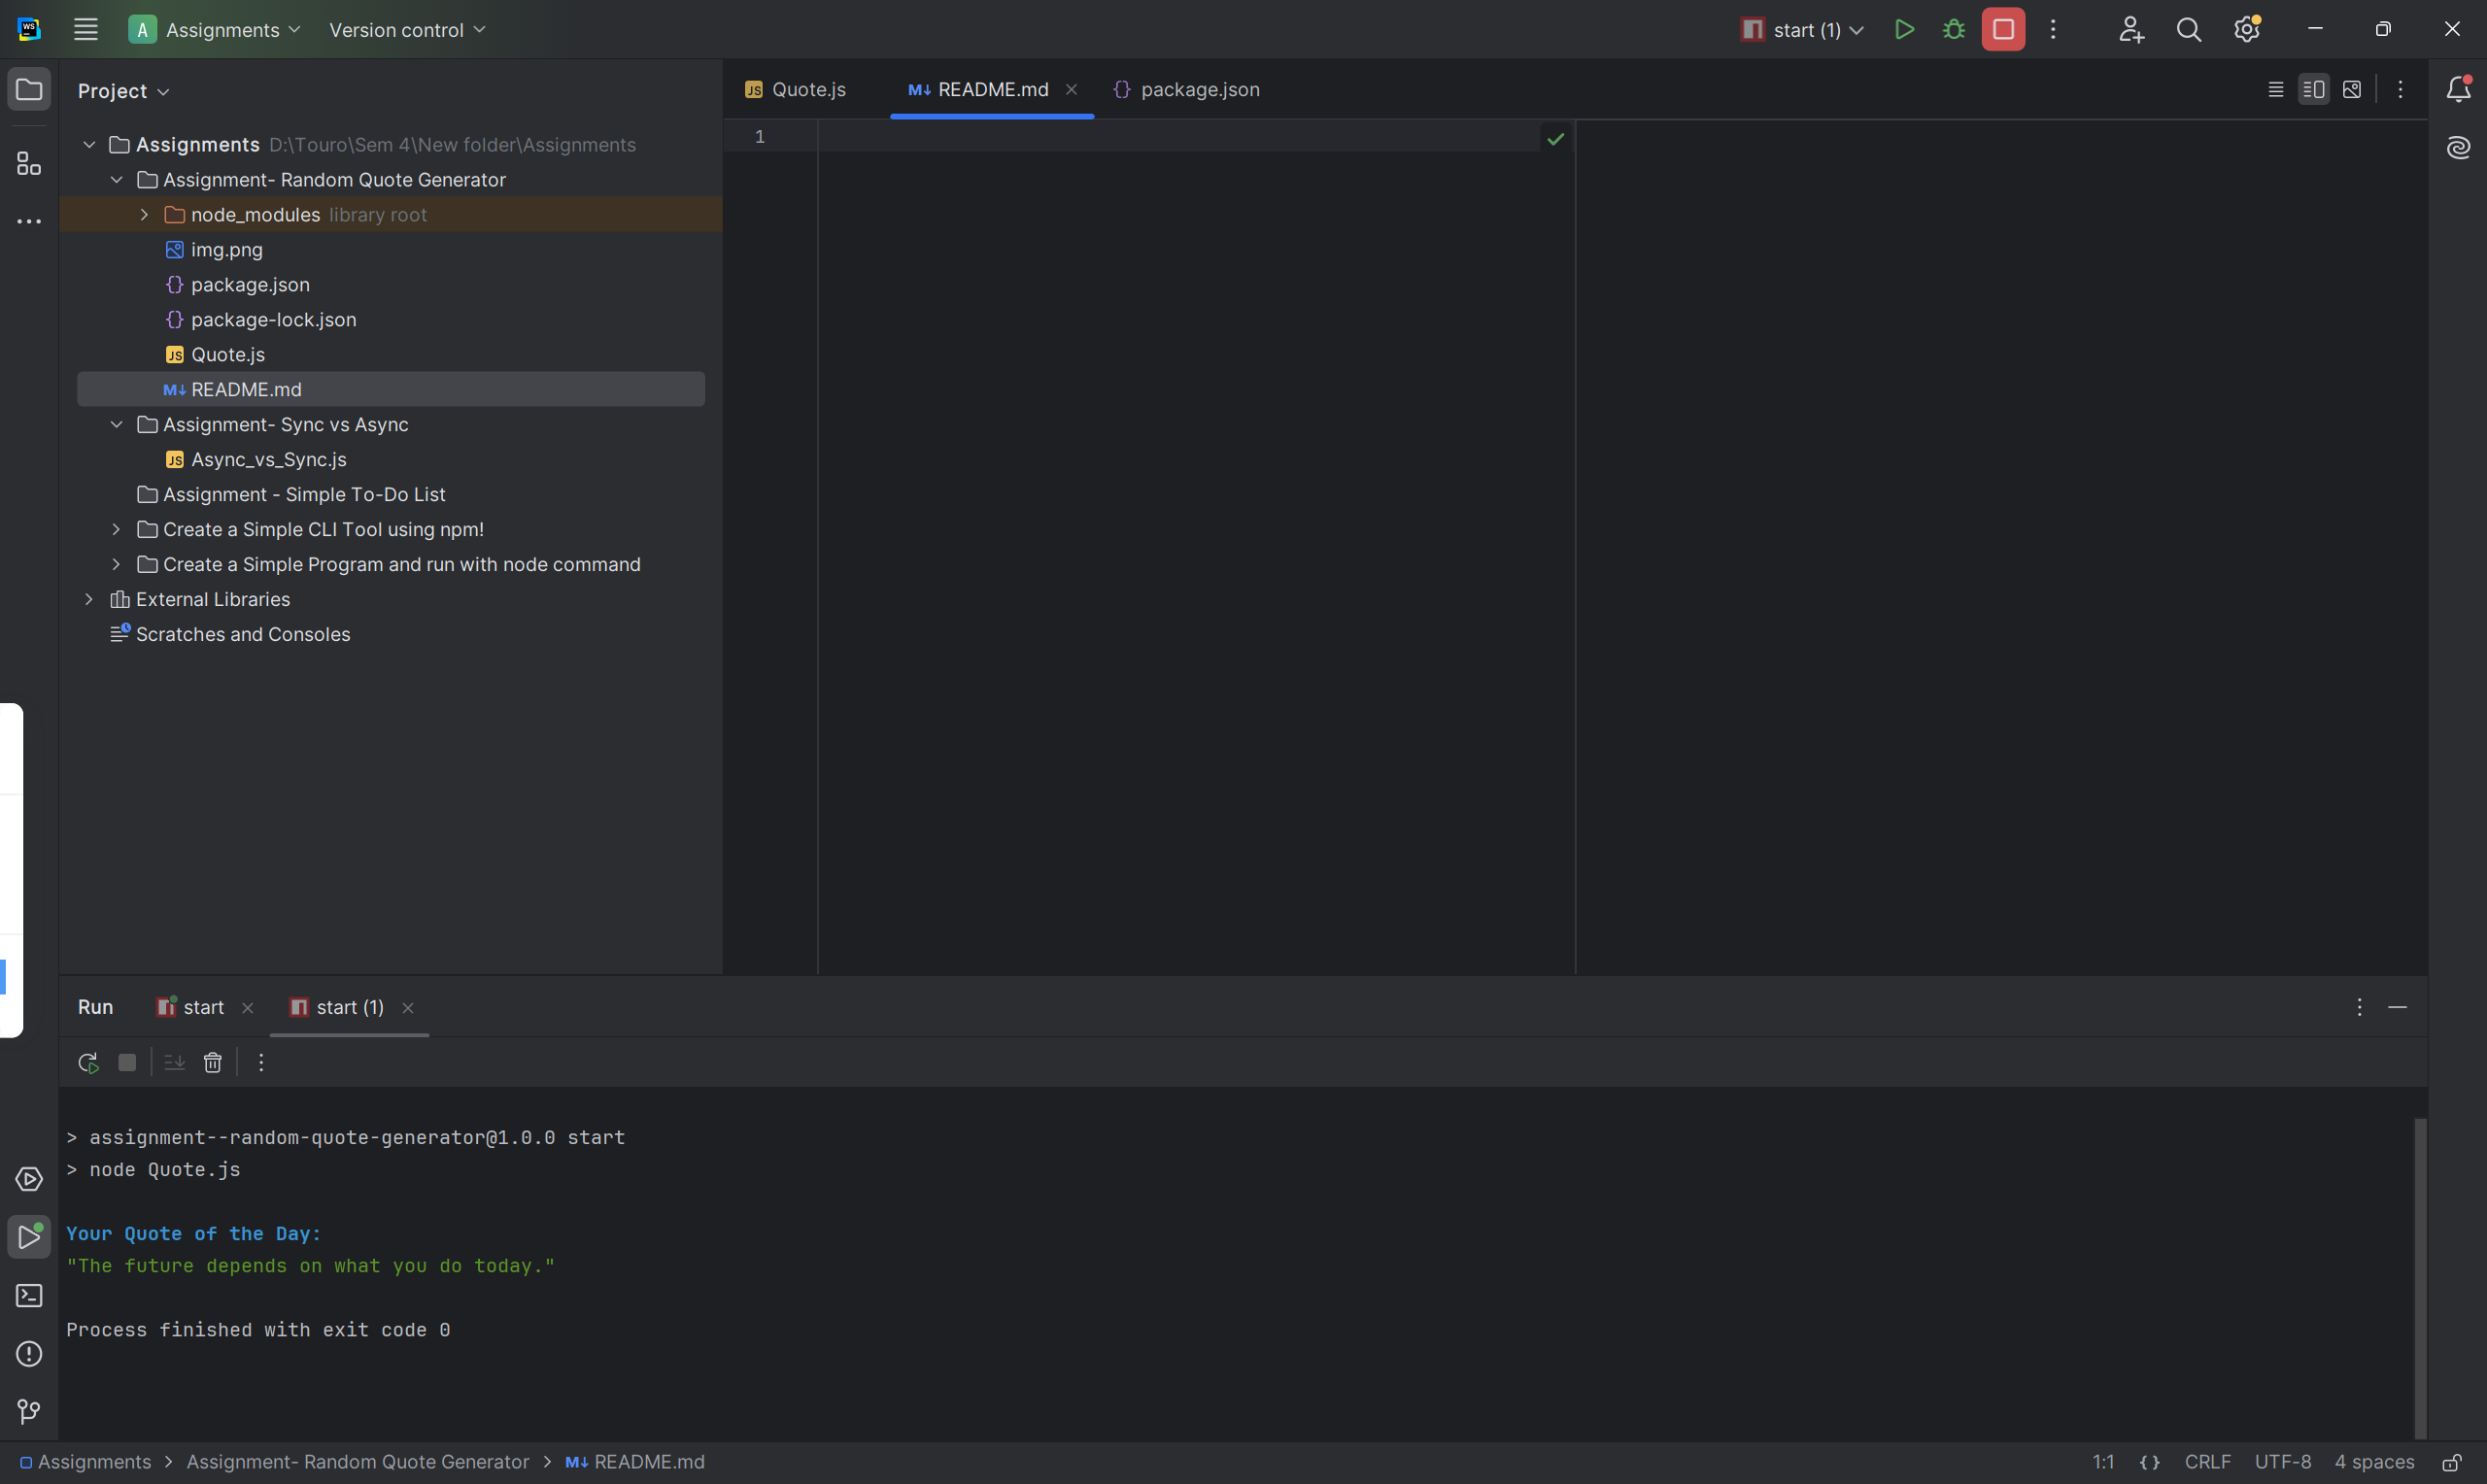 WS
A Assignments Version control start (1)
Project
Quote.js README.md package.json
Assignments D:\Touro\Sem 4\New folder\Assignments
Assignment- Random Quote Generator
node_modules library root
img.png
package.json
package-lock.json
Quote.js
README.md
Assignment- Sync vs Async
Async_vs_Sync.js
Assignment - Simple To-Do List
Create a Simple CLI Tool using npm!
Create a Simple Program and run with node command
External Libraries
Scratches and Consoles
1
Run start start (1)
> assignment--random-quote-generator@1.0.0 start
> node Quote.js
Your Quote of the Day:
"The future depends on what you do today."
Process finished with exit code 0
Assignments > Assignment- Random Quote Generator > M↓ README.md 1:1 {} CRLF UTF-8 4 spaces